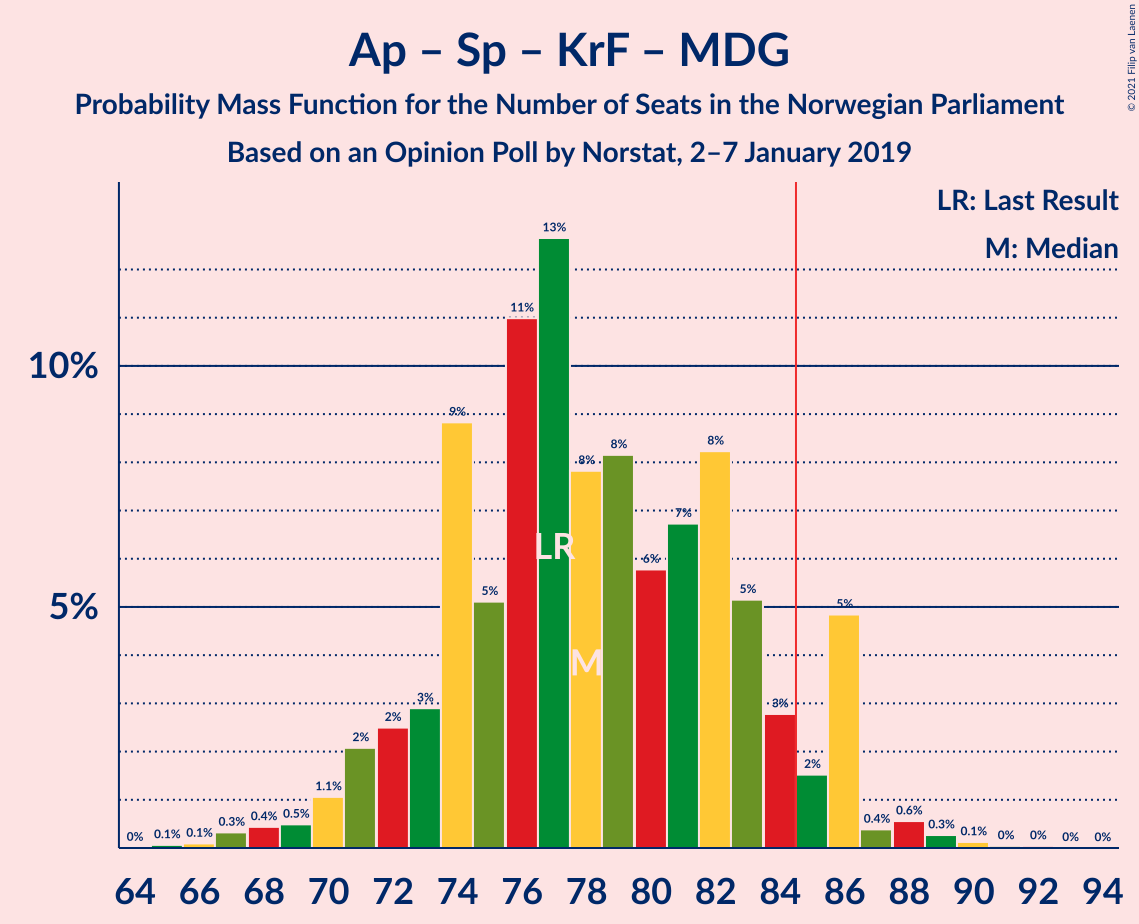 Ap – Sp – KrF – MDG
Probability Mass Function for the Number of Seats in the Norwegian Parliament
Based on an Opinion Poll by Norstat, 2–7 January 2019
© 2021 Filip van Laenen
LR: Last Result
M: Median
10%
5%
0% 0.1% 0.1% 0.3% 0.4% 0.5% 1.1% 2% 2% 3% 9% 5% 11% 13% 8% 8% 6% 7% 8% 5% 3% 2% 5% 0.4% 0.6% 0.3% 0.1% 0% 0% 0% 0%
LR
M
64 66 68 70 72 74 76 78 80 82 84 86 88 90 92 94